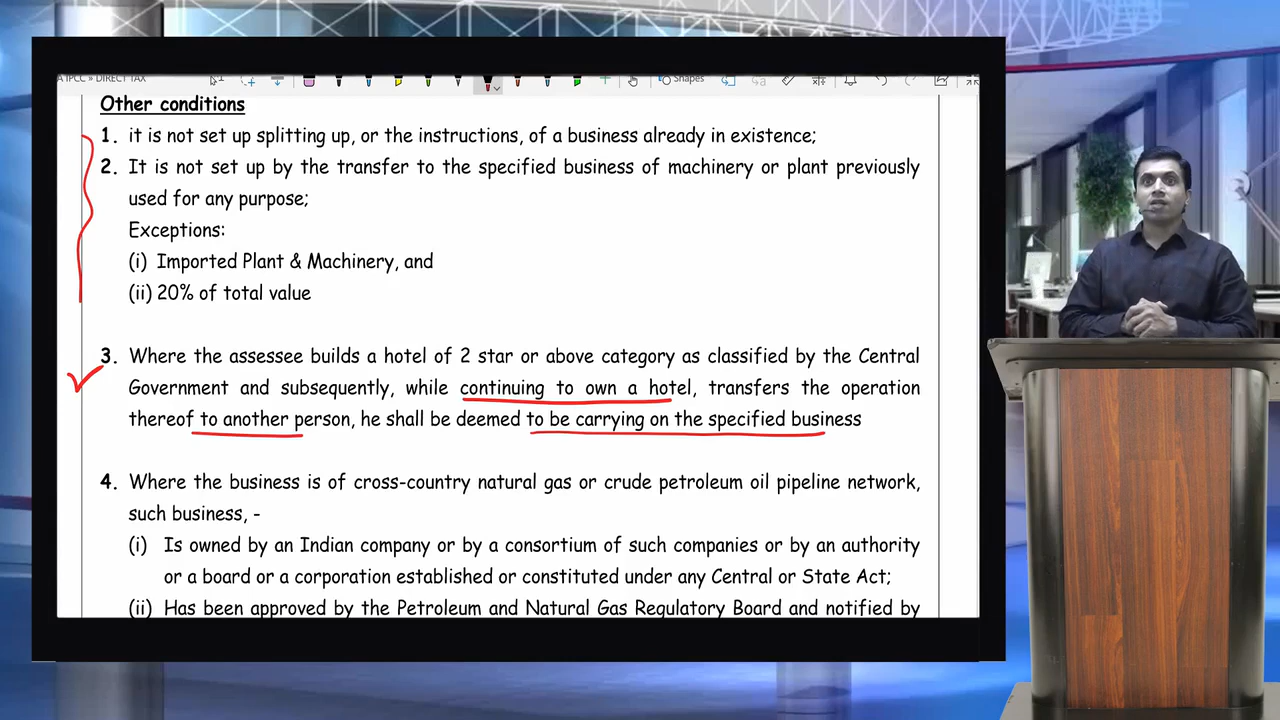 A IPCC » DIRECT TAX
Shapes
Other conditions
1. it is not set up splitting up, or the instructions, of a business already in existence;
2. It is not set up by the transfer to the specified business of machinery or plant previously
used for any purpose;
Exceptions:
(i) Imported Plant & Machinery, and
(ii) 20% of total value
3. Where the assessee builds a hotel of 2 star or above category as classified by the Central
Government and subsequently, while continuing to own a hotel, transfers the operation
thereof to another person, he shall be deemed to be carrying on the specified business
4. Where the business is of cross-country natural gas or crude petroleum oil pipeline network,
such business, -
(i) Is owned by an Indian company or by a consortium of such companies or by an authority
or a board or a corporation established or constituted under any Central or State Act;
(ii) Has been approved by the Petroleum and Natural Gas Regulatory Board and notified by